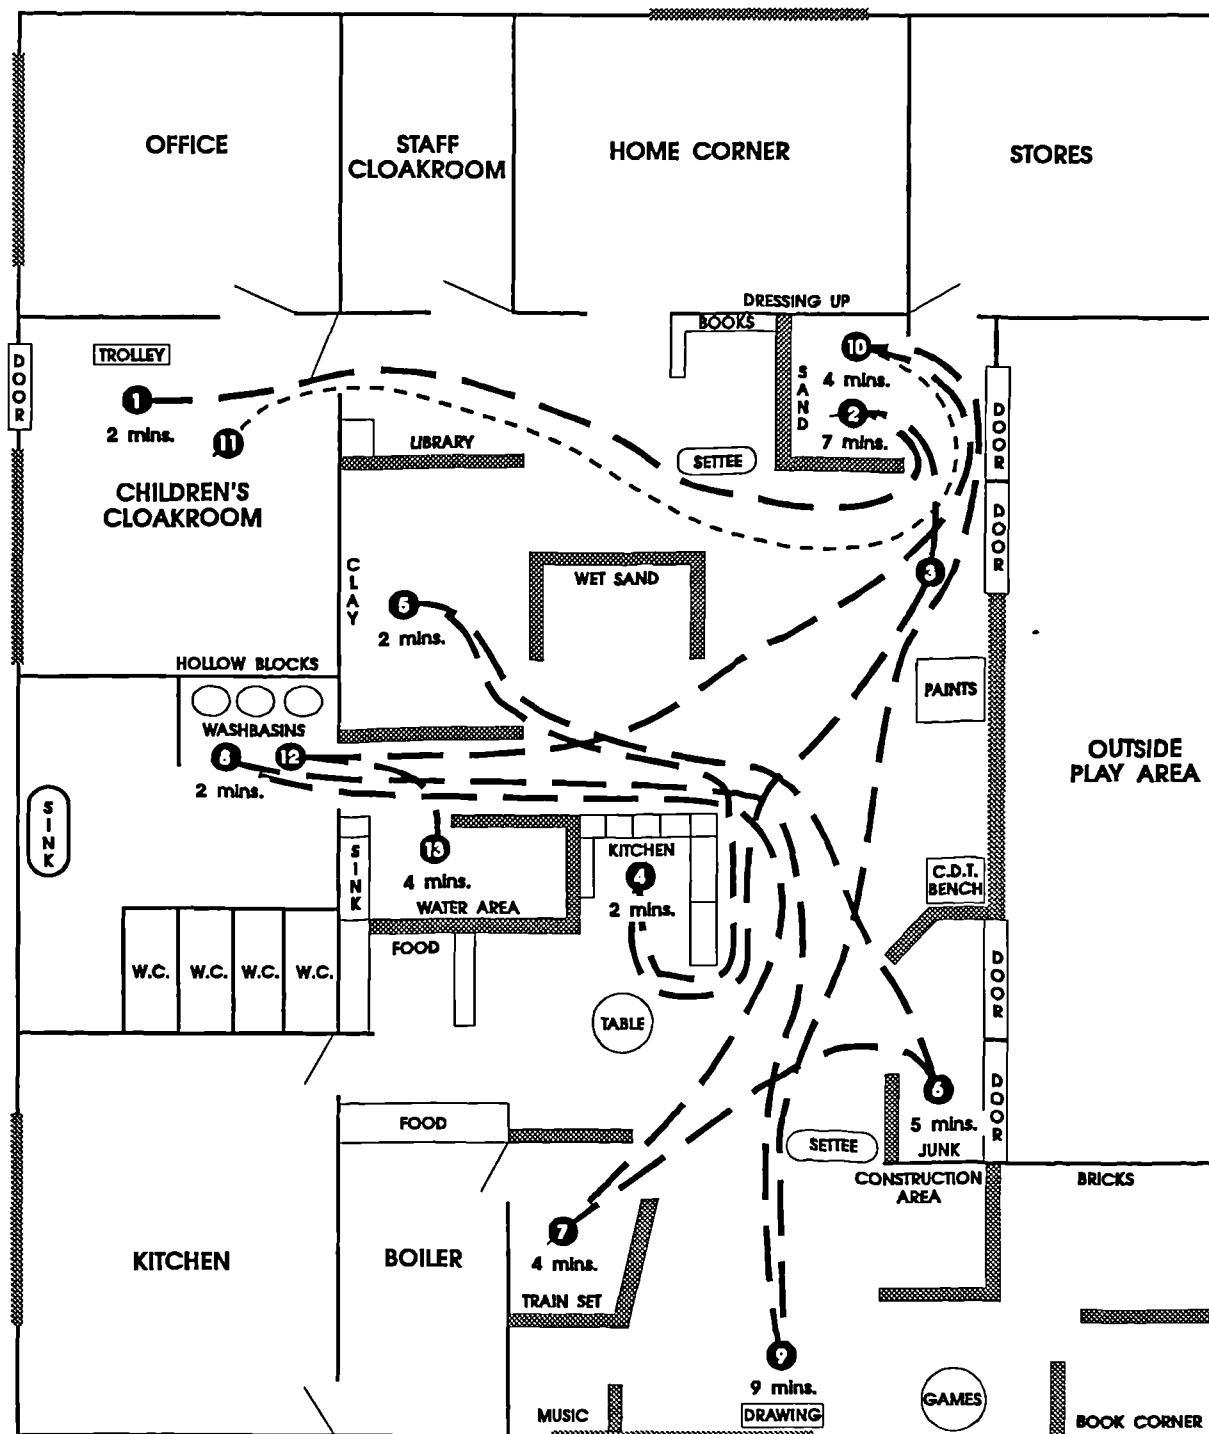 OFFICE
STAFF
CLOAKROOM
HOME CORNER
STORES
DRESSING UP
BOOKS
DOOR
TROLLEY
1
2 mins.
11
CHILDREN'S
CLOAKROOM
LIBRARY
SETTEE
SAND
10
4 mins.
2
7 mins.
DOOR
DOOR
3
CLAY
5
2 mins.
WET SAND
HOLLOW BLOCKS
WASHBASINS
8
2 mins.
12
PAINTS
OUTSIDE
PLAY AREA
SINK
SINK
13
4 mins.
WATER AREA
KITCHEN
4
2 mins.
C.D.T.
BENCH
FOOD
W.C.
W.C.
W.C.
W.C.
TABLE
DOOR
DOOR
6
5 mins.
JUNK
FOOD
SETTEE
CONSTRUCTION
AREA
BRICKS
KITCHEN
BOILER
7
4 mins.
TRAIN SET
9
9 mins.
DRAWING
MUSIC
GAMES
BOOK CORNER